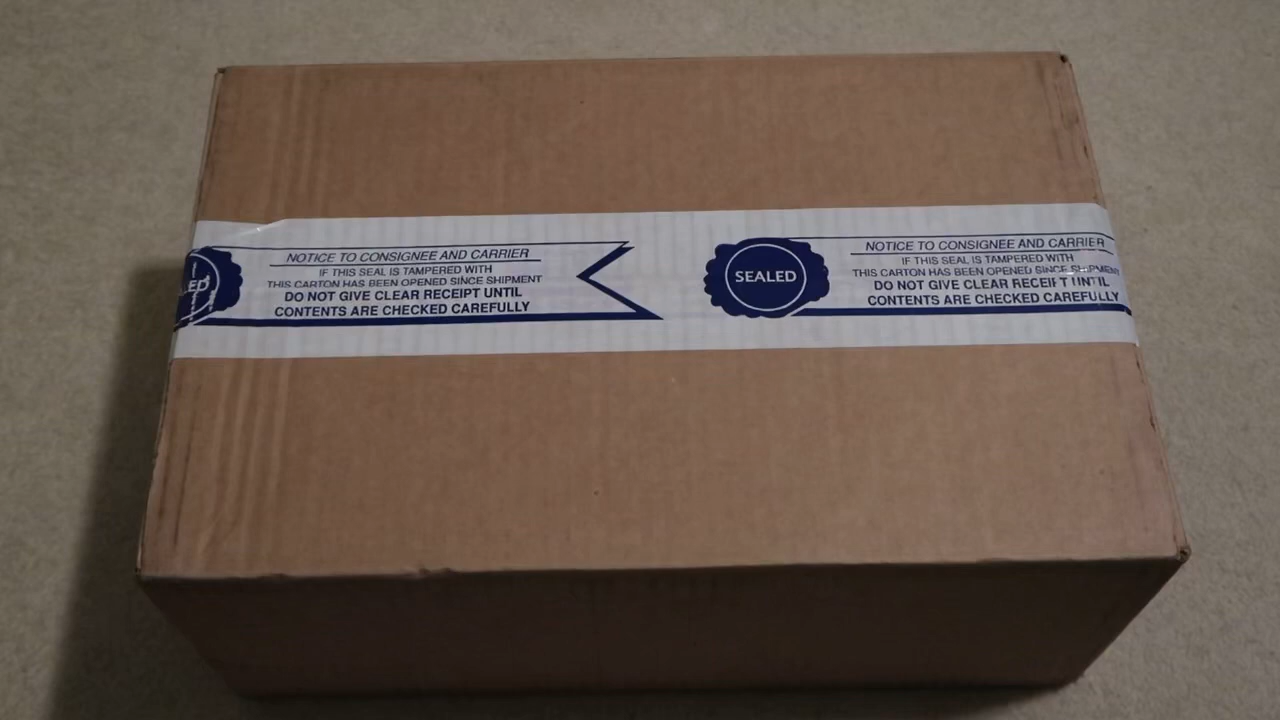 ED
NOTICE TO CONSIGNEE AND CARRIER
IF THIS SEAL IS TAMPERED WITH
THIS CARTON HAS BEEN OPENED SINCE SHIPMENT
DO NOT GIVE CLEAR RECEIPT UNTIL
CONTENTS ARE CHECKED CAREFULLY
SEALED
NOTICE TO CONSIGNEE AND CARRIER
IF THIS SEAL IS TAMPERED WITH
THIS CARTON HAS BEEN OPENED SINCE SHIPMENT
DO NOT GIVE CLEAR RECEIPT UNTIL
CONTENTS ARE CHECKED CAREFULLY